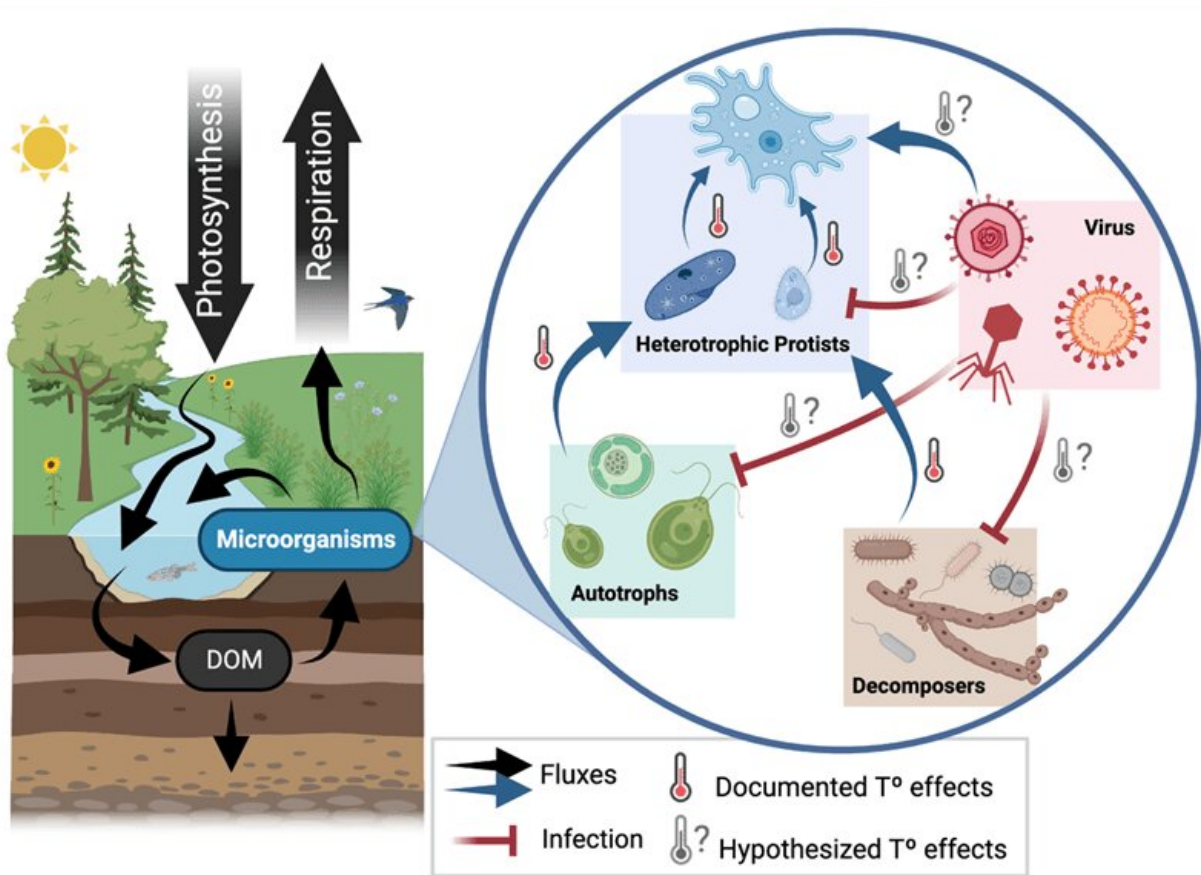 Photosynthesis
Respiration
Microorganisms
DOM
?
Virus
?
Heterotrophic Protists
?
?
Autotrophs
Decomposers
Fluxes
Documented Tº effects
Infection
? Hypothesized Tº effects